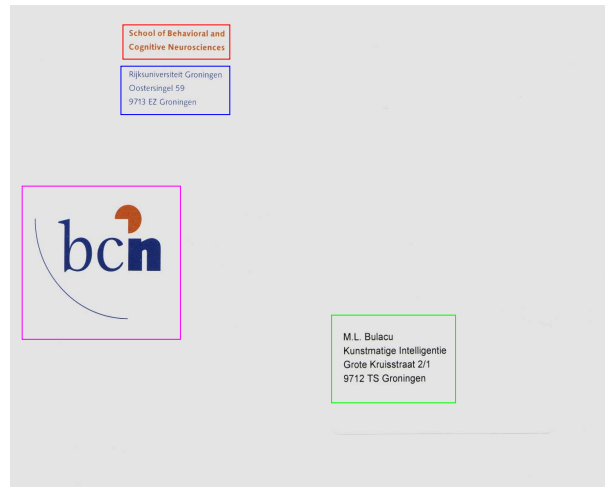 School of Behavioral and
Cognitive Neurosciences
Rijksuniversiteit Groningen
Oostersingel 59
9713 EZ Groningen
bcn
M.L. Bulacu
Kunstmatige Intelligentie
Grote Kruisstraat 2/1
9712 TS Groningen